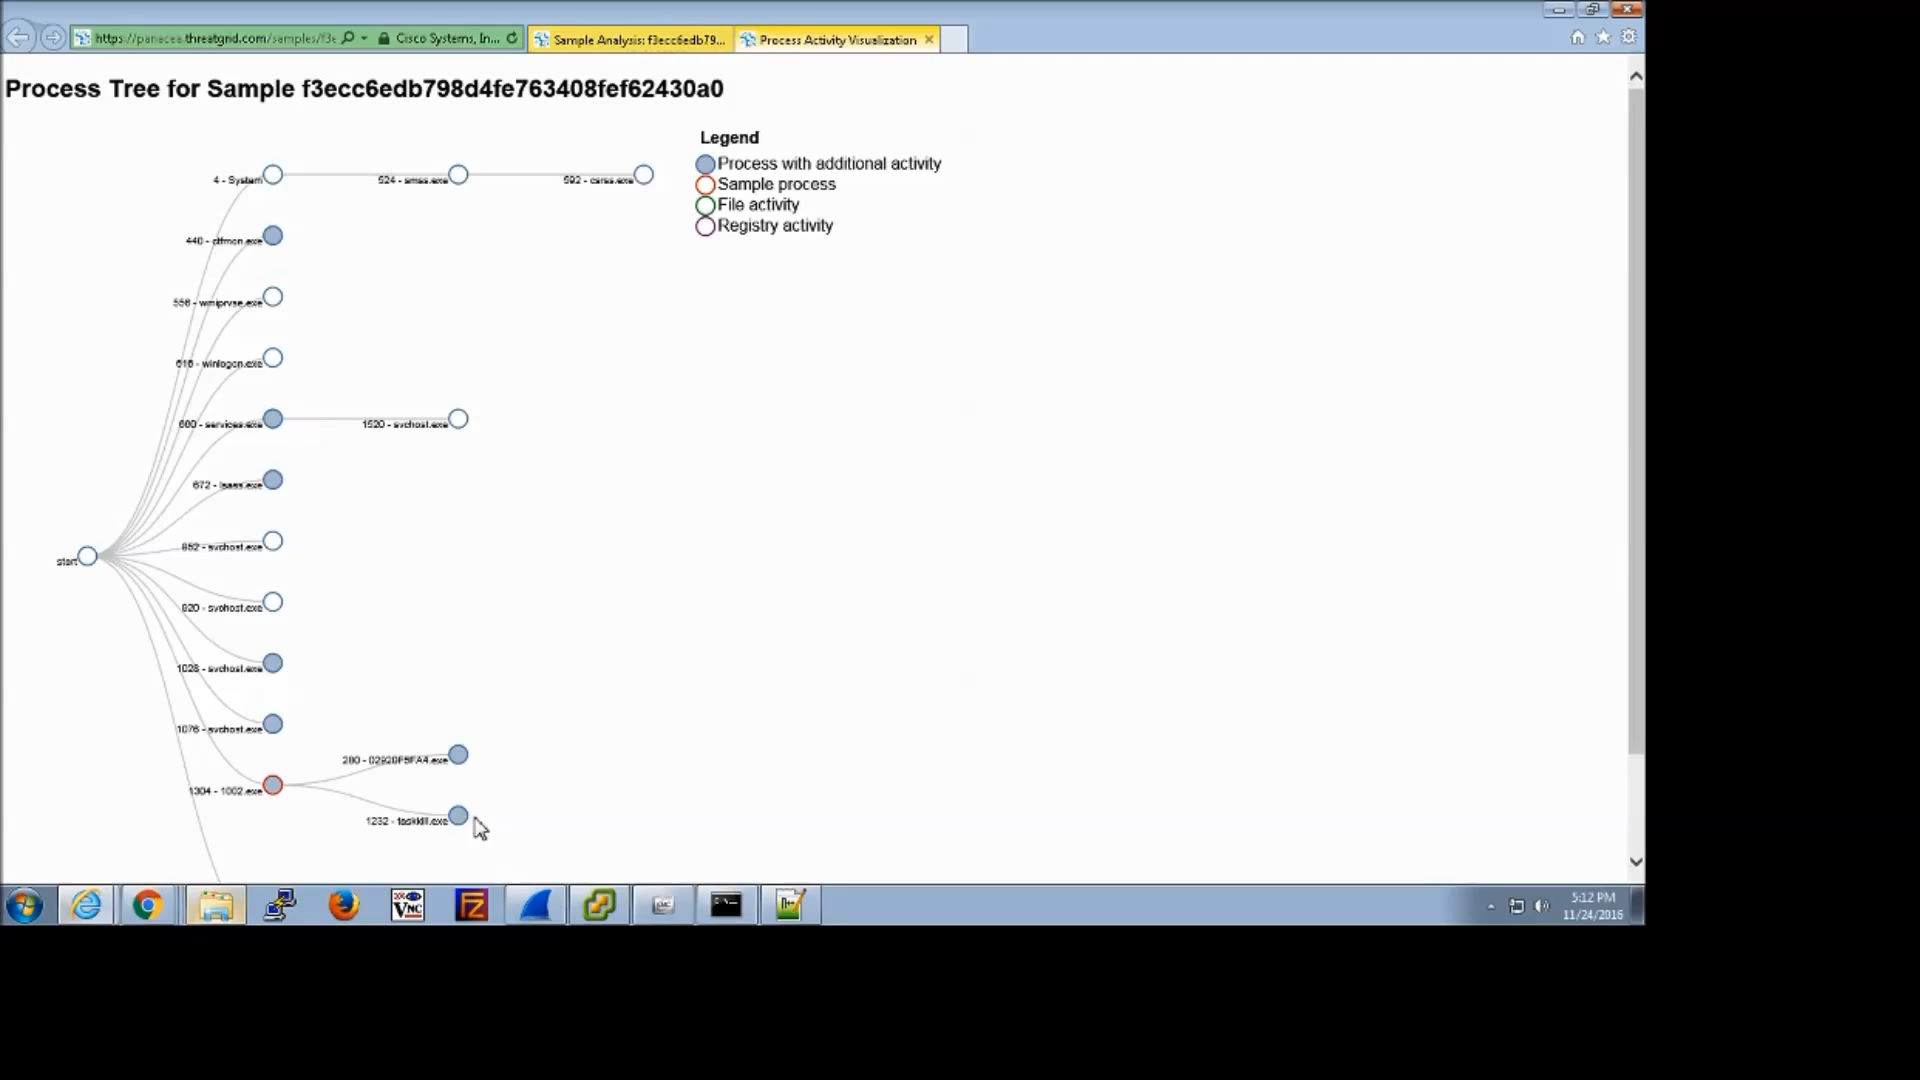 https://panacea.threatgrid.com/samples/f3e
Cisco Systems, In...
Sample Analysis: f3ecc6edb79...
Process Activity Visualization
Process Tree for Sample f3ecc6edb798d4fe763408fef62430a0
Legend
Process with additional activity
Sample process
File activity
Registry activity
4 - System
524 - smss.exe
592 - csrss.exe
440 - ctfmon.exe
556 - wmiprvse.exe
616 - winlogon.exe
660 - services.exe
1520 - svchost.exe
672 - lsass.exe
852 - svchost.exe
start
920 - svchost.exe
1028 - svchost.exe
1076 - svchost.exe
280 - 02920F5FA4.exe
1304 - 1002.exe
1232 - taskkill.exe
VNC
FZ
5:12 PM
11/24/2016